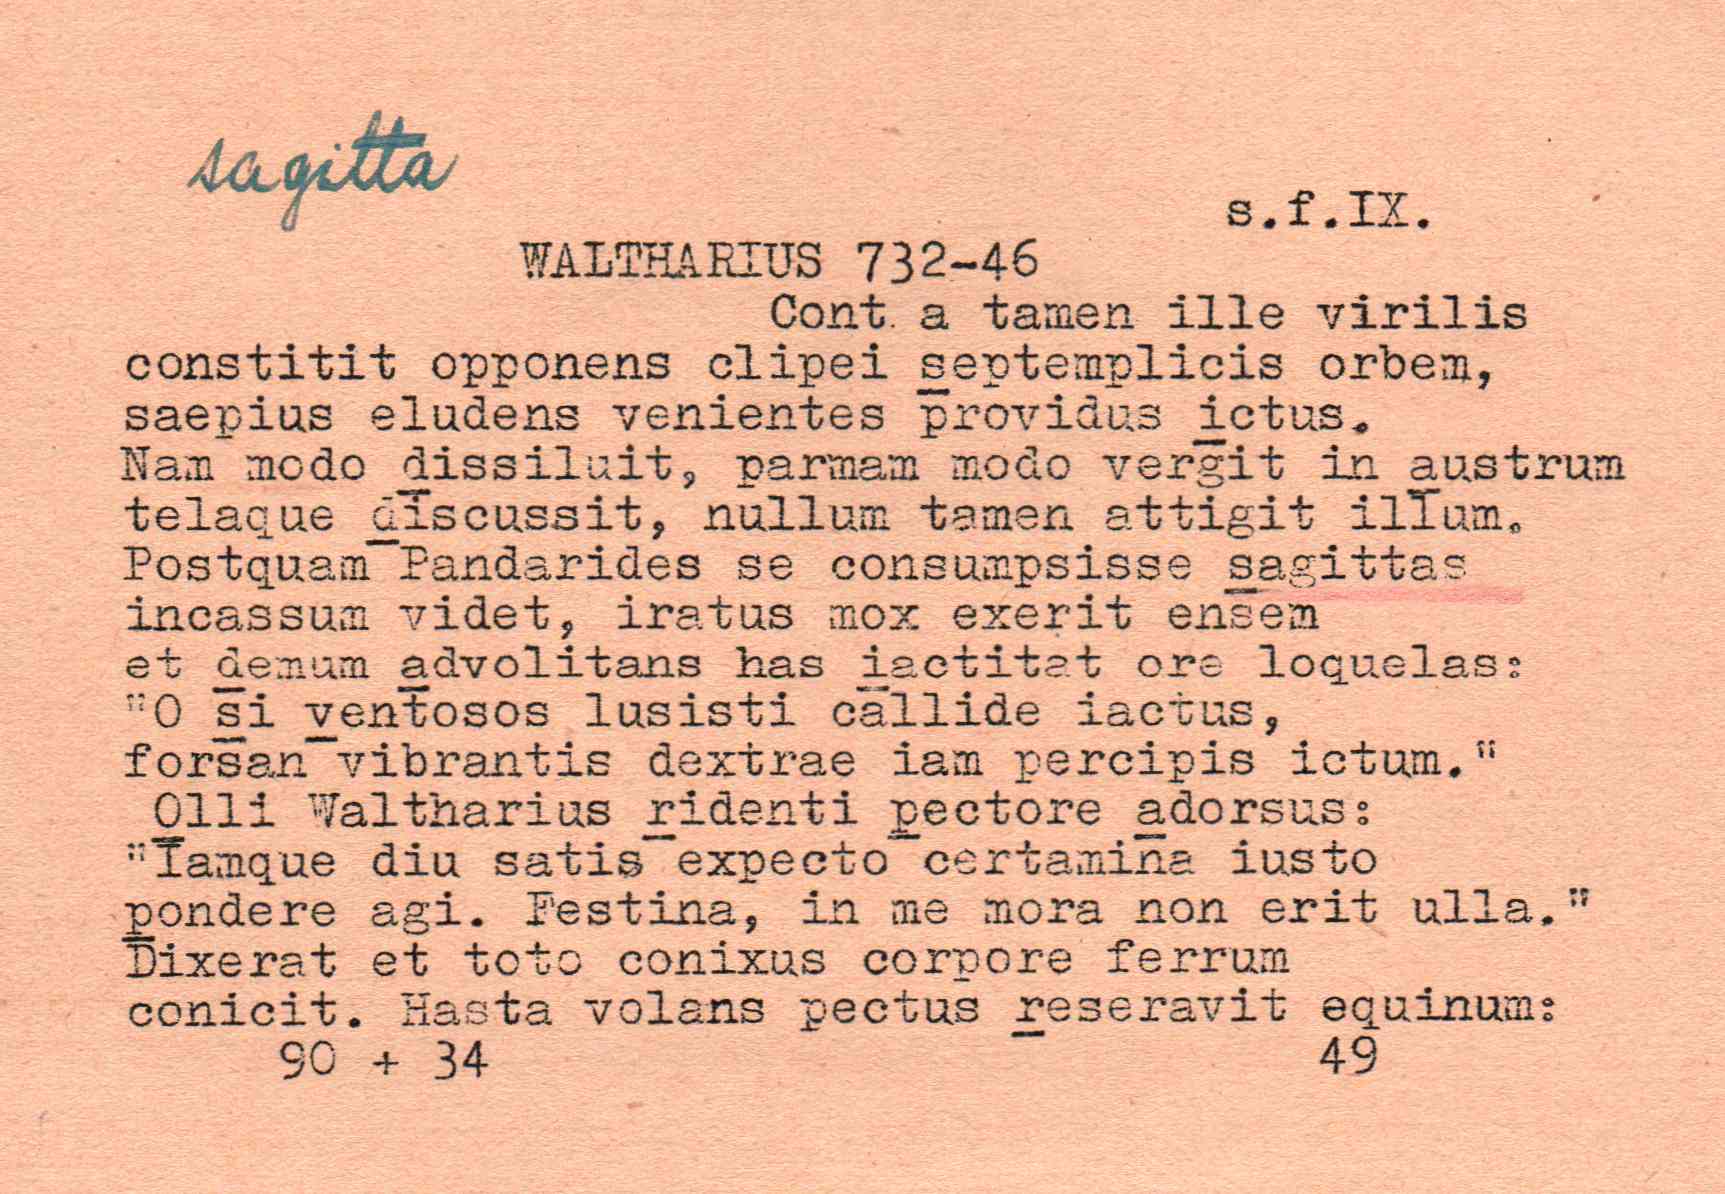 sagitta
s.f.IX.
WALTHARIUS 732-46
Cont a tamen ille virilis
constitit opponens clipei septemplicis orbem,
saepius eludens venientes providus ictus.
Nam modo dissiluit, parmam modo vergit in austrum
telaque discussit, nullum tamen attigit illum.
Postquam Pandarides se consumpsisse sagittas
incassum videt, iratus mox exerit ensem
et demum advolitans has iactitat ore loquelas:
"O si ventosos lusisti callide iactus,
forsan vibrantis dextrae iam percipis ictum."
Olli Waltharius ridenti pectore adorsus:
"Iamque diu satis expecto certamina iusto
pondere agi. Festina, in me mora non erit ulla."
Dixerat et toto conixus corpore ferrum
conicit. Hasta volans pectus reseravit equinum:
90 + 34 49